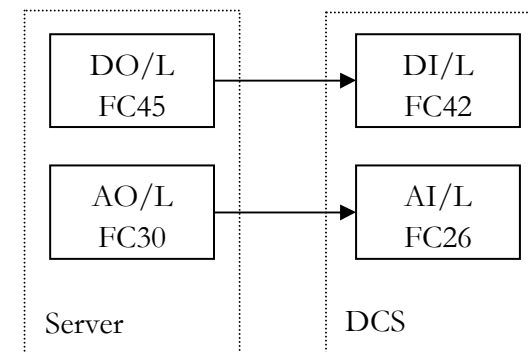 DO/L
FC45
DI/L
FC42
AO/L
FC30
AI/L
FC26
Server
DCS